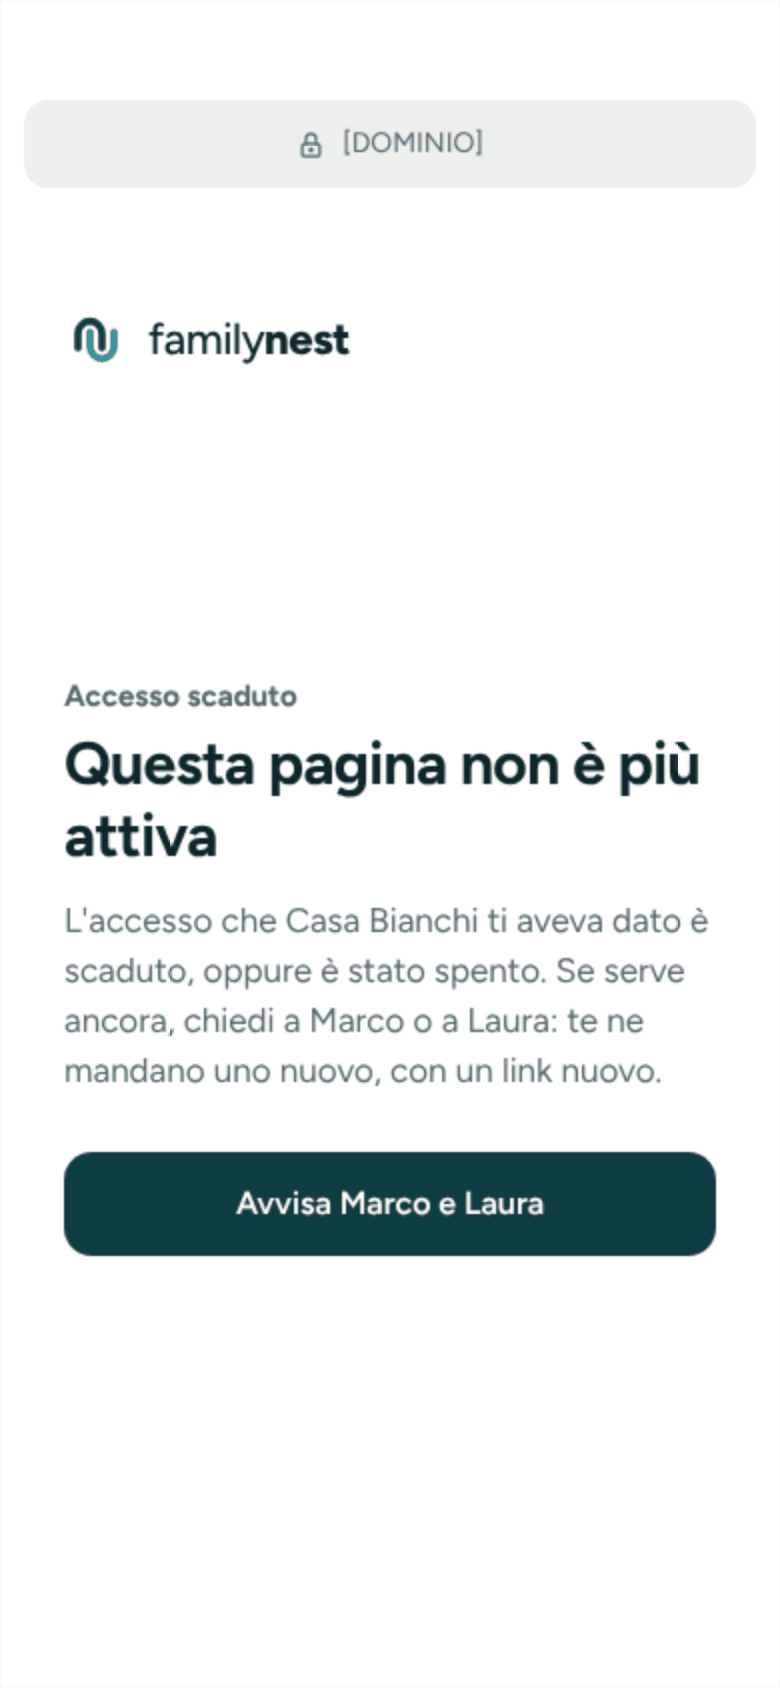 [DOMINIO]
familynest
Accesso scaduto
Questa pagina non è più
attiva
L'accesso che Casa Bianchi ti aveva dato è
scaduto, oppure è stato spento. Se serve
ancora, chiedi a Marco o a Laura: te ne
mandano uno nuovo, con un link nuovo.
Avvisa Marco e Laura